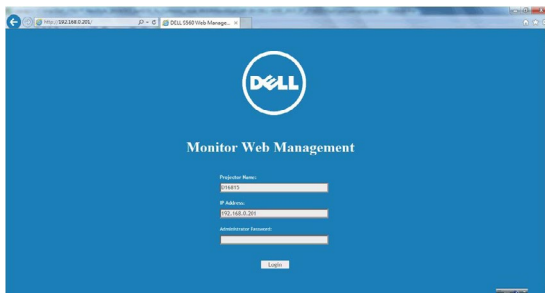 http://192.168.0.201/
DELL S560 Web Manage...
DELL
Monitor Web Management
Projector Name:
IP Address:
192.168.0.201
Administrator Password:
Login